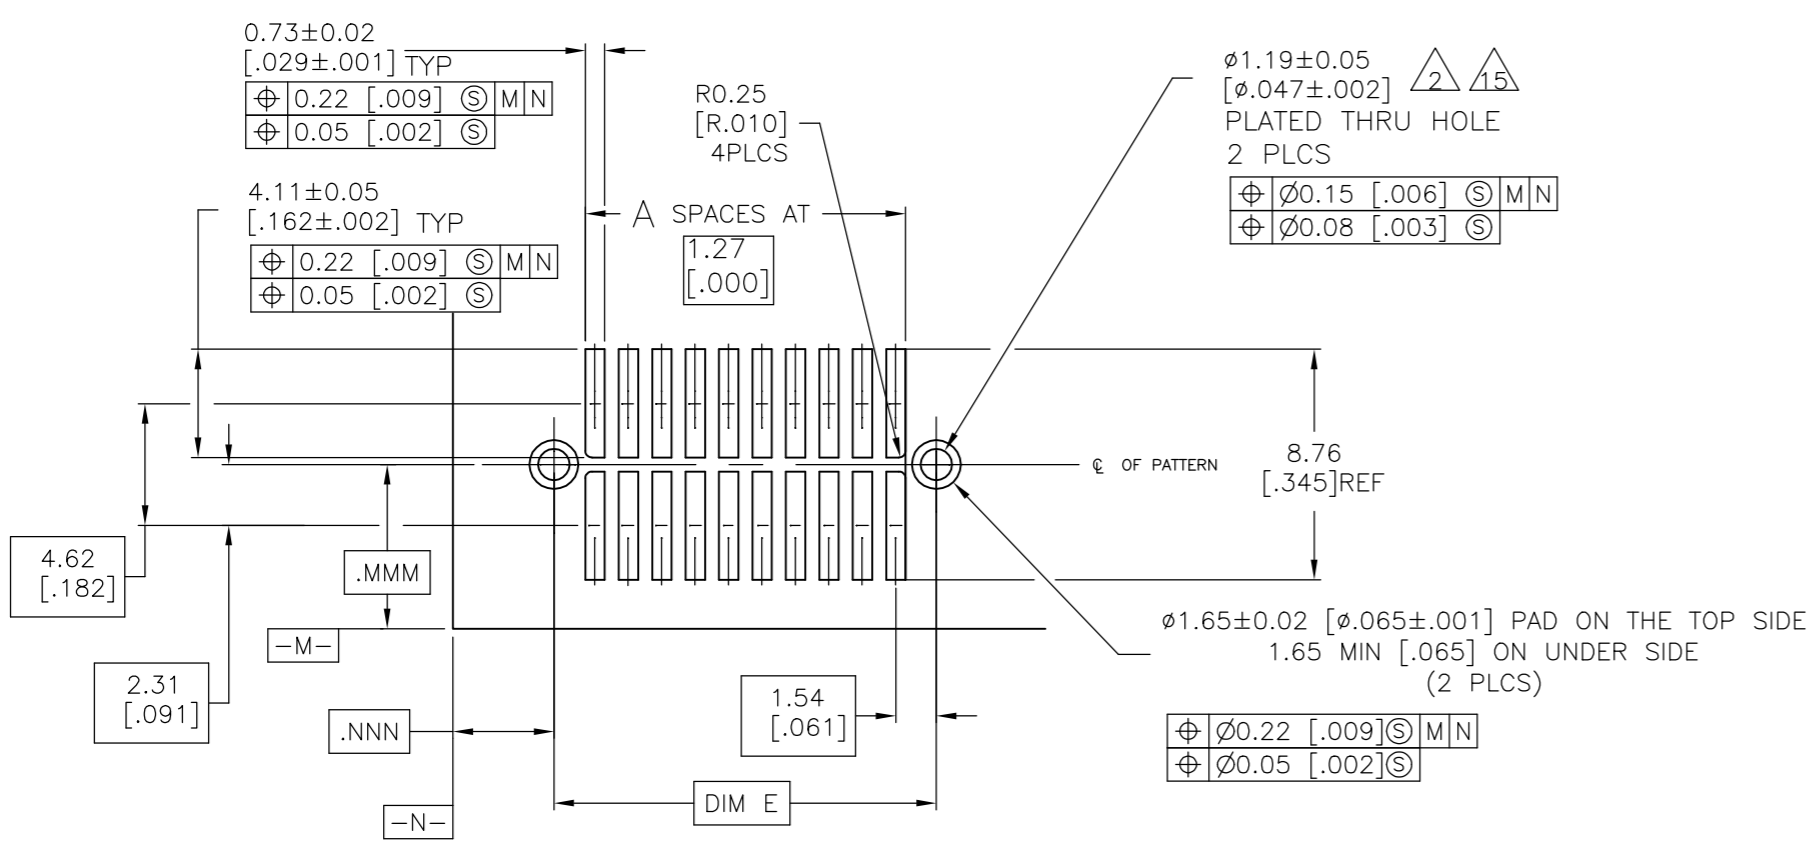 0.73±0.02
[.029±.001] TYP
⌖ 0.22 [.009] Ⓢ M N
⌖ 0.05 [.002] Ⓢ
4.11±0.05
[.162±.002] TYP
⌖ 0.22 [.009] Ⓢ M N
⌖ 0.05 [.002] Ⓢ
R0.25
[R.010]
4PLCS
A SPACES AT
1.27
[.000]
ø1.19±0.05
[ø.047±.002]
2 15
PLATED THRU HOLE
2 PLCS
⌖ Ø0.15 [.006] Ⓢ M N
⌖ Ø0.08 [.003] Ⓢ
℄ OF PATTERN
8.76
[.345]REF
4.62
[.182]
.MMM
-M-
2.31
[.091]
.NNN
-N-
1.54
[.061]
DIM E
ø1.65±0.02 [ø.065±.001] PAD ON THE TOP SIDE
1.65 MIN [.065] ON UNDER SIDE
(2 PLCS)
⌖ Ø0.22 [.009]Ⓢ M N
⌖ Ø0.05 [.002]Ⓢ